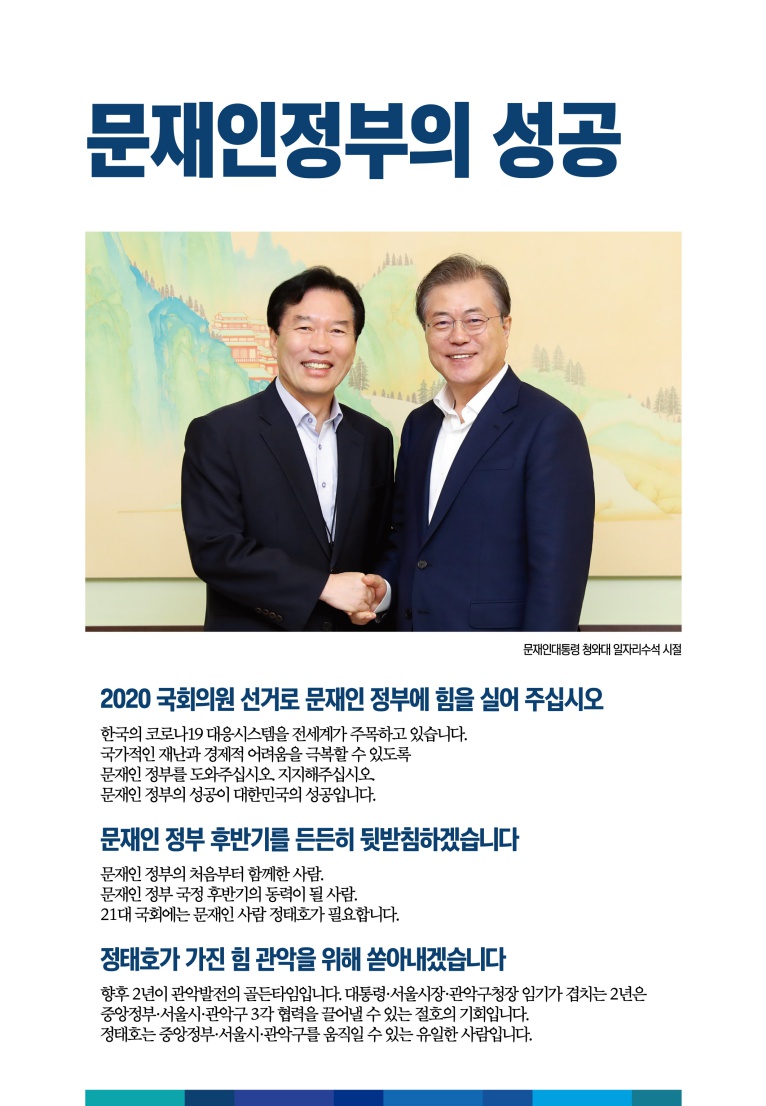 문재인정부의 성공
문재인대통령 청와대 일자리수석 시절
2020 국회의원 선거로 문재인 정부에 힘을 실어 주십시오
한국의 코로나19 대응시스템을 전세계가 주목하고 있습니다.
국가적인 재난과 경제적 어려움을 극복할 수 있도록
문재인 정부를 도와주십시오. 지지해주십시오.
문재인 정부의 성공이 대한민국의 성공입니다.
문재인 정부 후반기를 든든히 뒷받침하겠습니다
문재인 정부의 처음부터 함께한 사람.
문재인 정부 국정 후반기의 동력이 될 사람.
21대 국회에는 문재인 사람 정태호가 필요합니다.
정태호가 가진 힘 관악을 위해 쏟아내겠습니다
향후 2년이 관악발전의 골든타임입니다. 대통령·서울시장·관악구청장 임기가 겹치는 2년은
중앙정부·서울시·관악구 3각 협력을 끌어낼 수 있는 절호의 기회입니다.
정태호는 중앙정부·서울시·관악구를 움직일 수 있는 유일한 사람입니다.